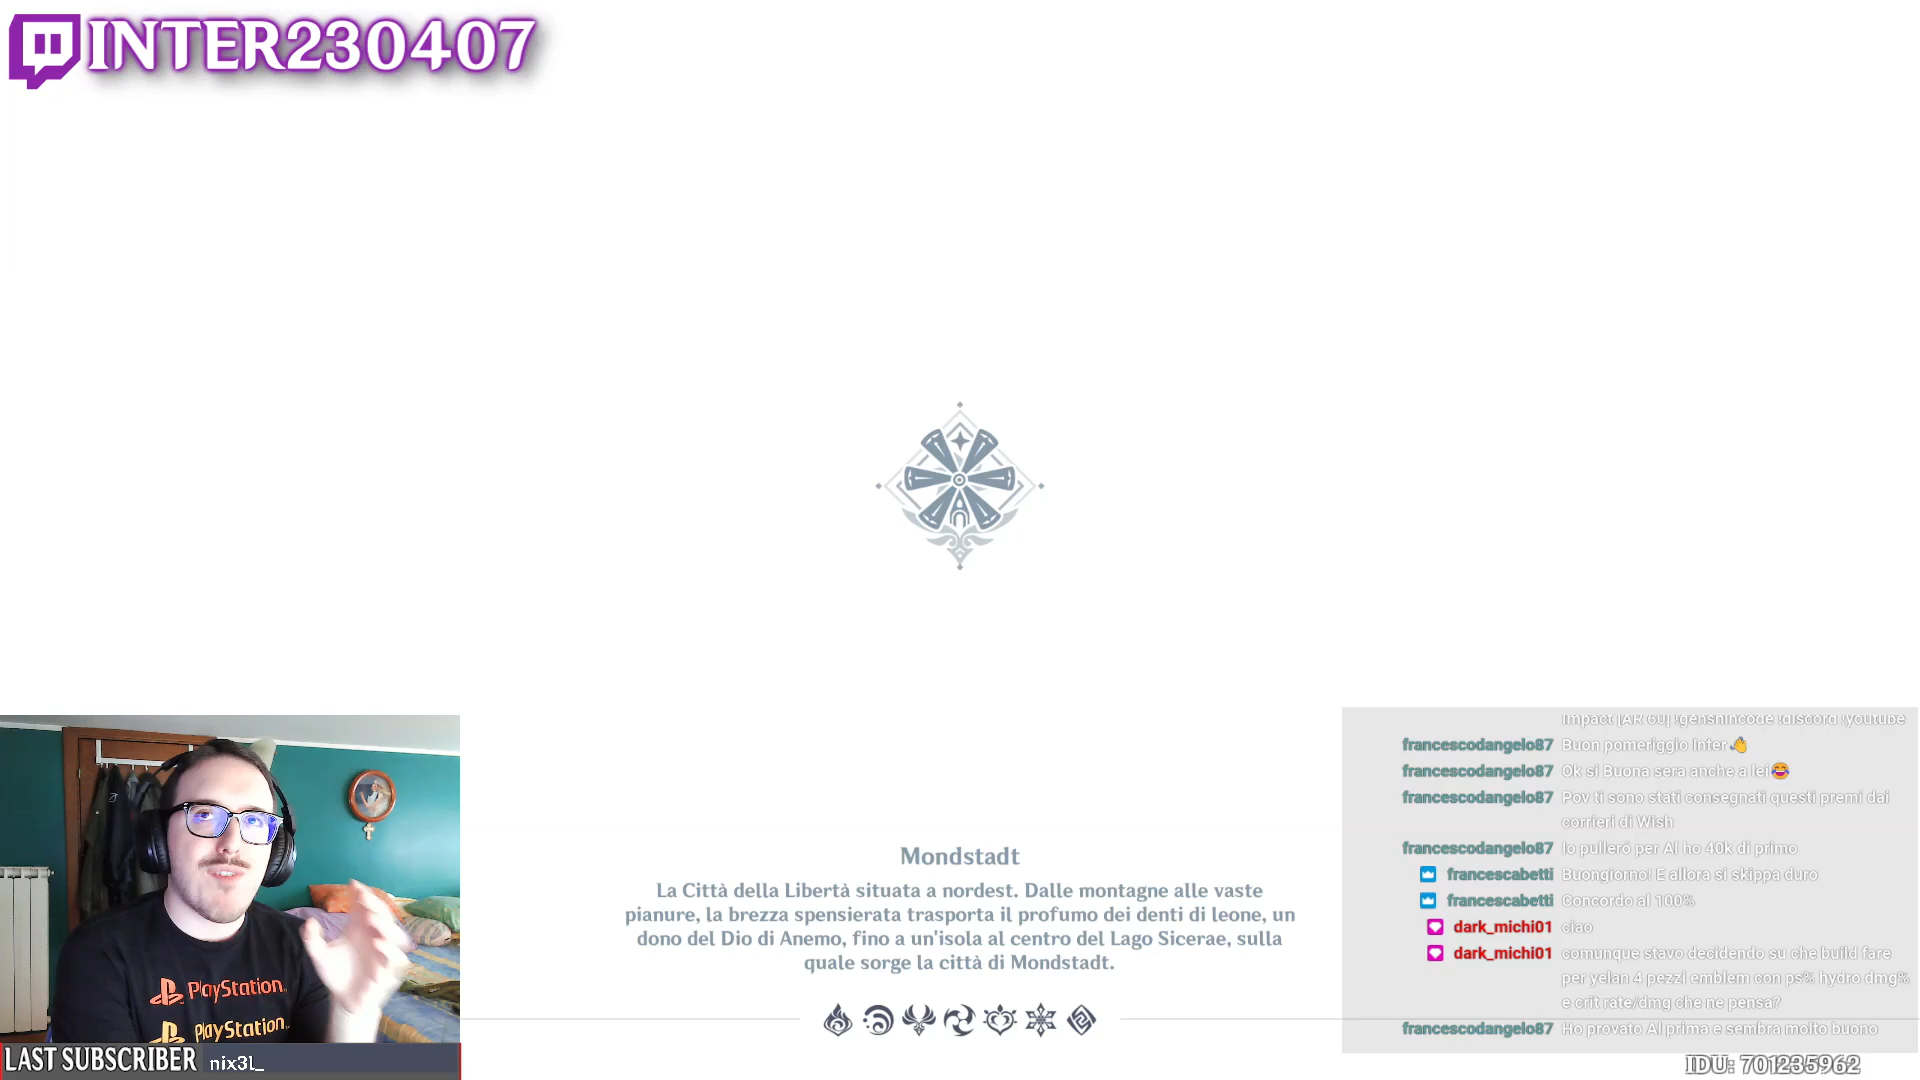 INTER230407
Mondstadt
La Città della Libertà situata a nordest. Dalle montagne alle vaste
pianure, la brezza spensierata trasporta il profumo dei denti di leone, un
dono del Dio di Anemo, fino a un'isola al centro del Lago Sicerae, sulla
quale sorge la città di Mondstadt.
PlayStation
PlayStation
LAST SUBSCRIBER nix3l_
Impact [AR 60] !genshincode !discord !youtube
francescodangelo87 Buon pomeriggio Inter👋
francescodangelo87 Ok si Buona sera anche a lei😂
francescodangelo87 Pov ti sono stati consegnati questi premi dai
corrieri di Wish
francescodangelo87 Io pullerò per Al ho 40k di primo
francescabetti Buongiorno! E allora si skippa duro
francescabetti Concordo al 100%
dark_michi01 ciao
dark_michi01 comunque stavo decidendo su che build fare
per yelan 4 pezzi emblem con ps% hydro dmg%
e crit rate/dmg che ne pensa?
francescodangelo87 Ho provato Al prima e sembra molto buono
IDU: 701235962